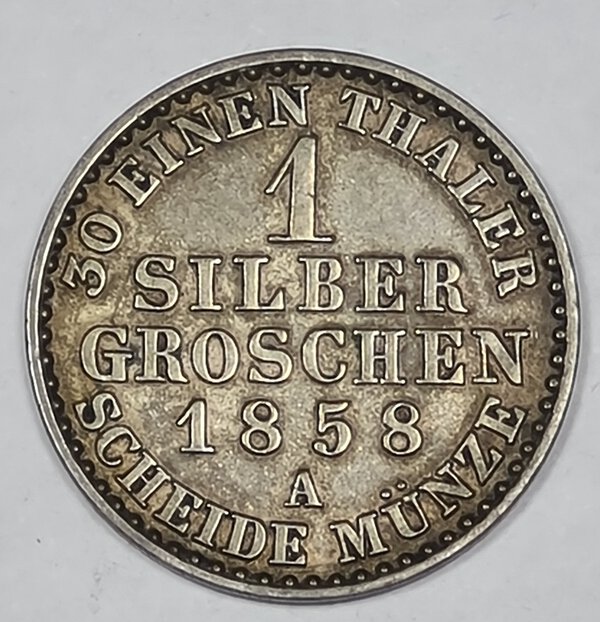 30 EINEN THALER
1
SILBER
GROSCHEN
1858
A
SCHEIDE MÜNZE